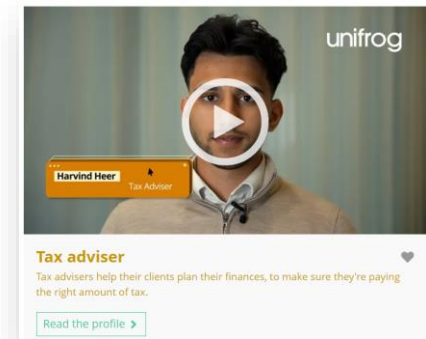 unifrog
Harvind Heer
Tax Adviser
Tax adviser
Tax advisers help their clients plan their finances, to make sure they're paying
the right amount of tax.
Read the profile >